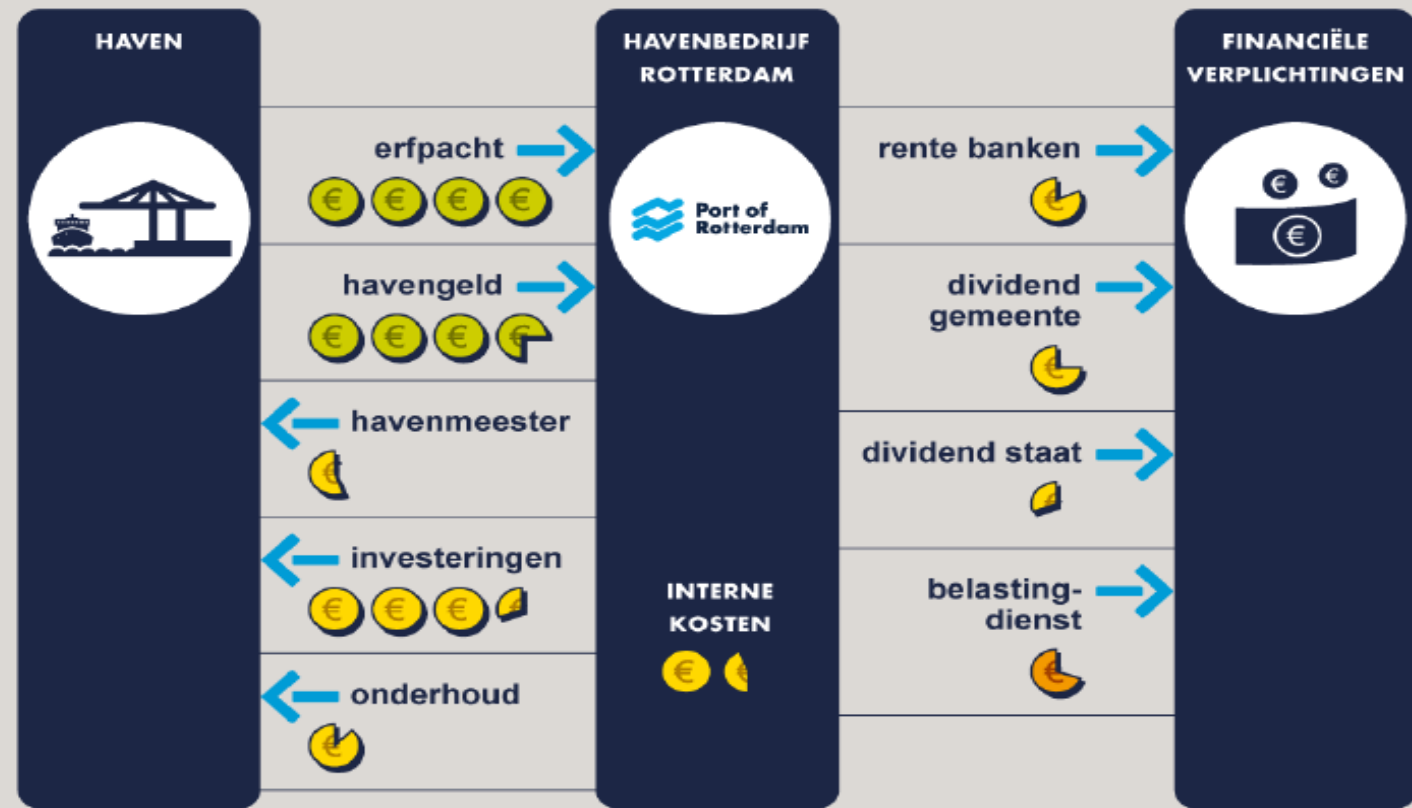 HAVEN
erfpacht
havengeld
havenmeester
investeringen
onderhoud
HAVENBEDRIJF
ROTTERDAM
Port of
Rotterdam
INTERNE
KOSTEN
rente banken
dividend
gemeente
dividend staat
belasting-
dienst
FINANCIËLE
VERPLICHTINGEN